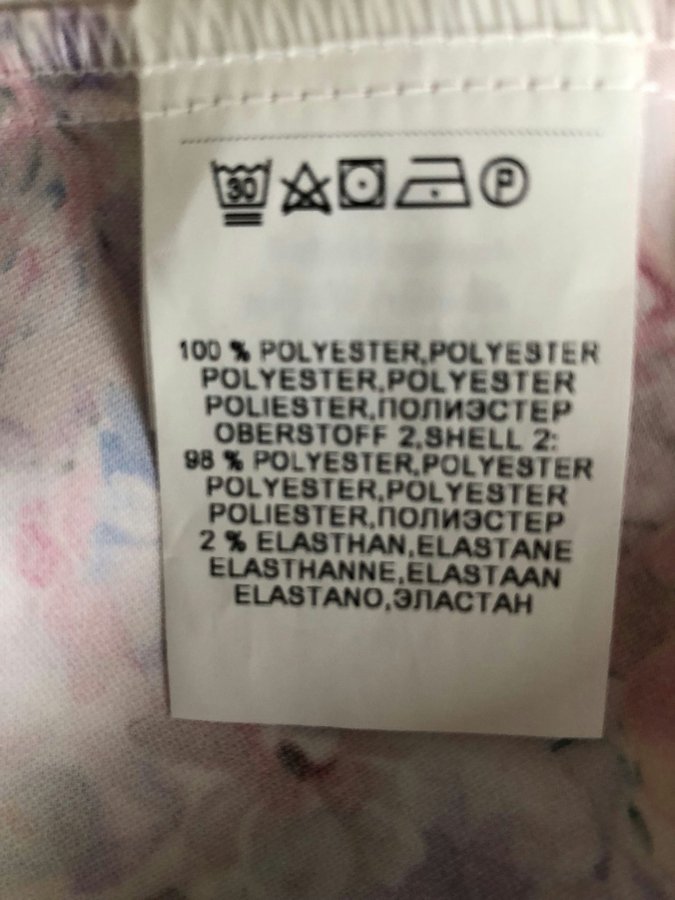 30 P
100 % POLYESTER,POLYESTER
POLYESTER,POLYESTER
POLIESTER,ПОЛИЭСТЕР
OBERSTOFF 2,SHELL 2:
98 % POLYESTER,POLYESTER
POLYESTER,POLYESTER
POLIESTER,ПОЛИЭСТЕР
2 % ELASTHAN,ELASTANE
ELASTHANNE,ELASTAAN
ELASTANO,ЭЛАСТАН